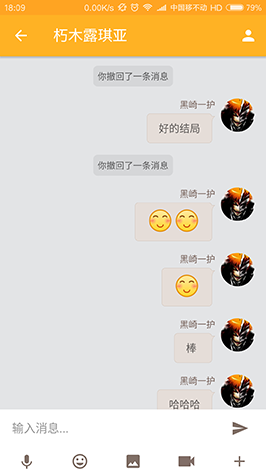 18:09 0.00K/s 中国移不动 HD 79%
朽木露琪亚
你撤回了一条消息
黑崎一护
好的结局
你撤回了一条消息
黑崎一护
黑崎一护
黑崎一护
棒
黑崎一护
哈哈哈
输入消息...